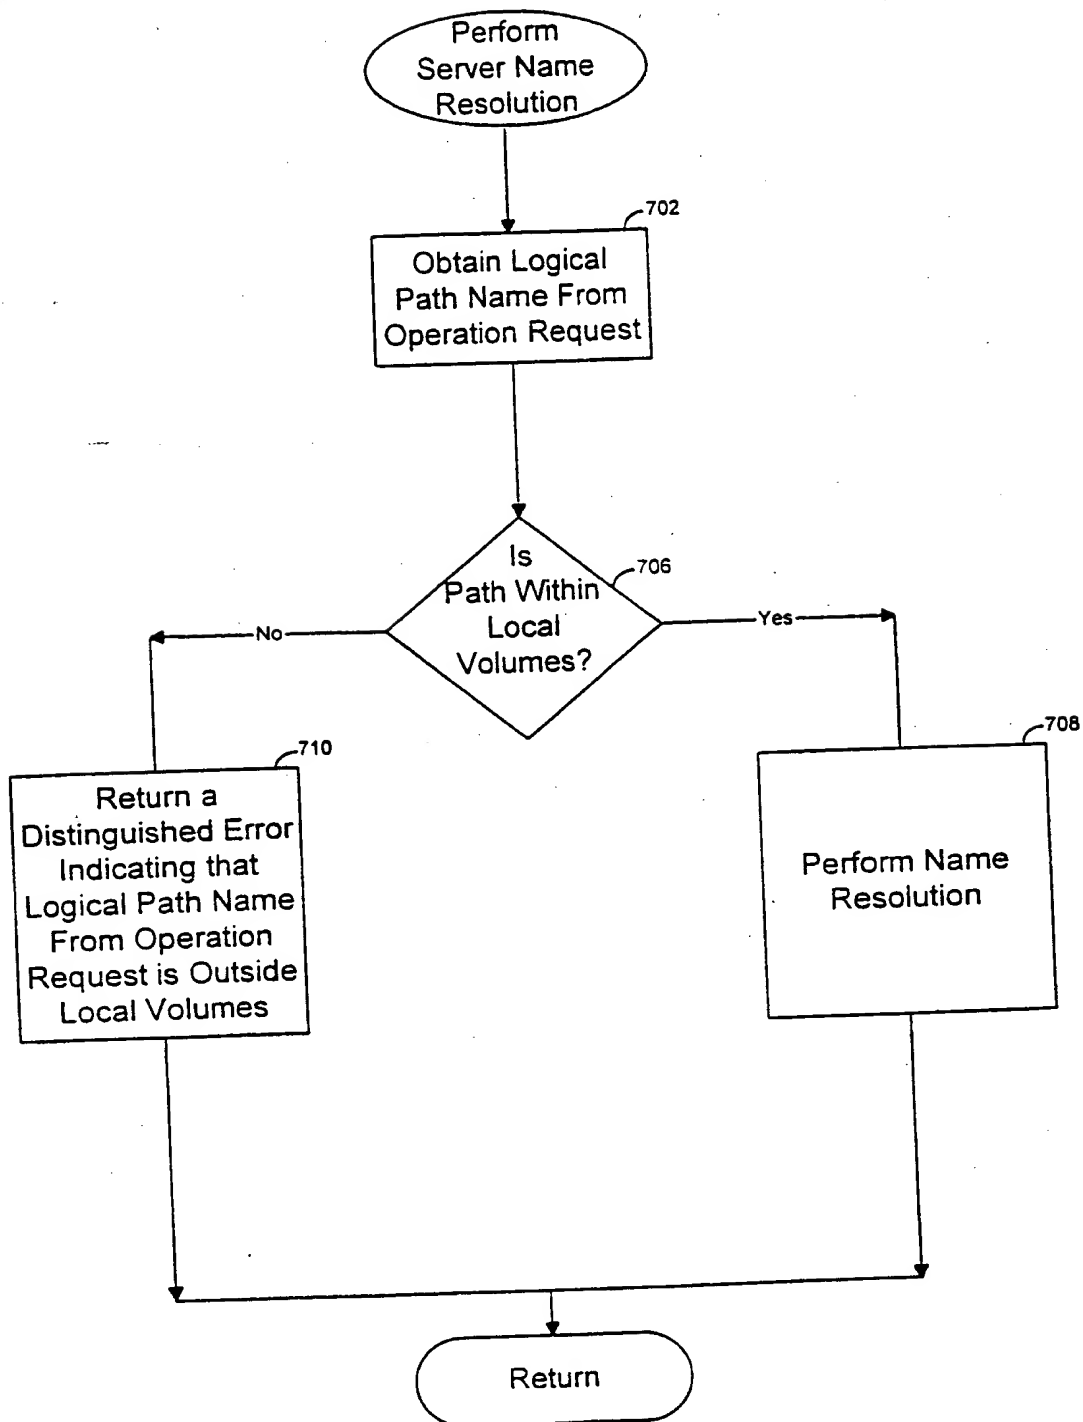 Perform
Server Name
Resolution
702
Obtain Logical
Path Name From
Operation Request
Is
Path Within
Local
Volumes?
706
No
Yes
710
Return a
Distinguished Error
Indicating that
Logical Path Name
From Operation
Request is Outside
Local Volumes
708
Perform Name
Resolution
Return